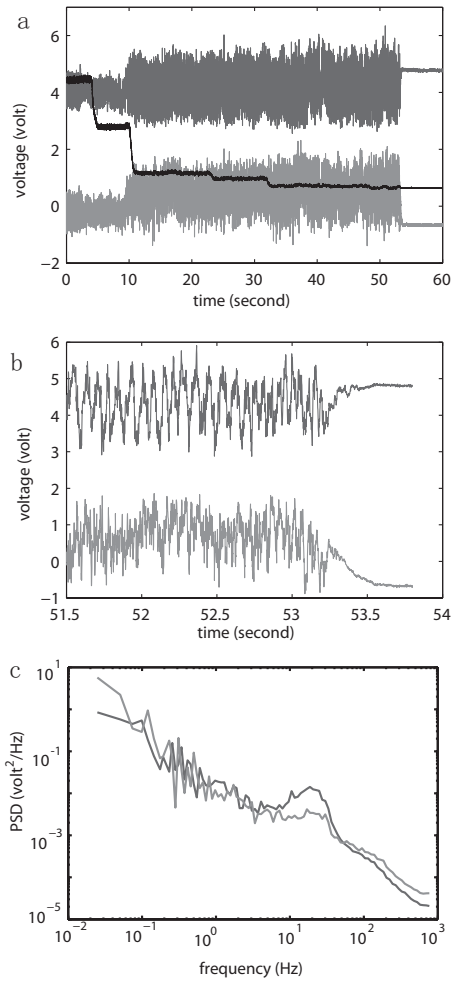 a
6
4
2
0
−2
voltage (volt)
0 10 20 30 40 50 60
time (second)
b
6
5
4
3
2
1
0
−1
voltage (volt)
51.5 52 52.5 53 53.5 54
time (second)
c
10^1
10^-1
10^-3
10^-5
PSD (volt^2/Hz)
10^-2 10^-1 10^0 10^1 10^2 10^3
frequency (Hz)